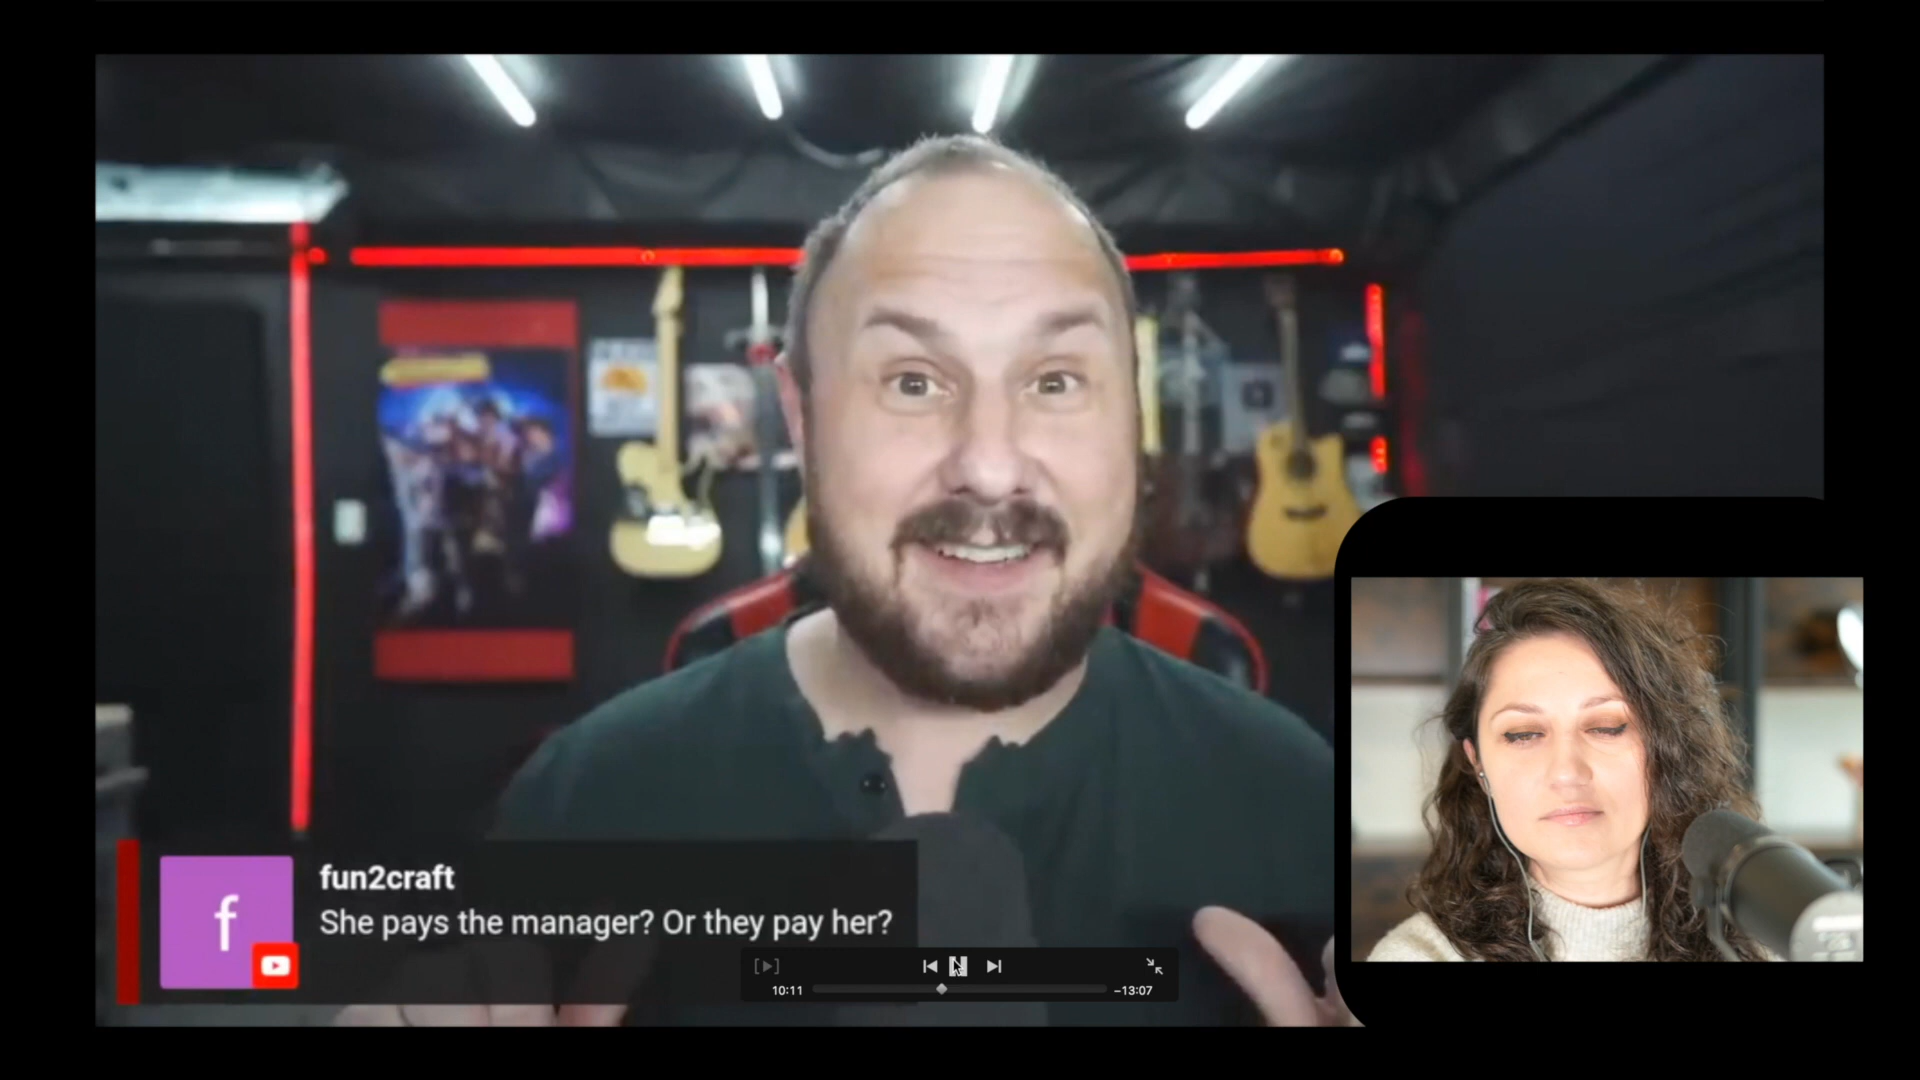 fun2craft
f
She pays the manager? Or they pay her?
10:11
-13:07